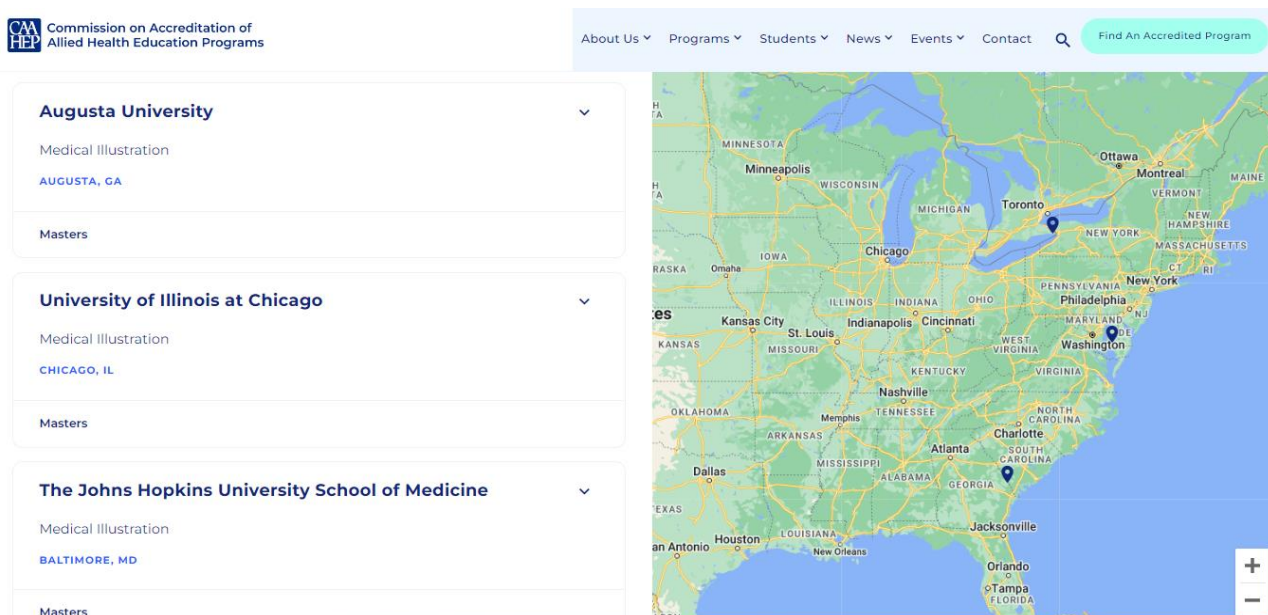 CAA
HEP
Commission on Accreditation of
Allied Health Education Programs
About Us Programs Students News Events Contact
Find An Accredited Program
Augusta University
Medical Illustration
AUGUSTA, GA
Masters
University of Illinois at Chicago
Medical Illustration
CHICAGO, IL
Masters
The Johns Hopkins University School of Medicine
Medical Illustration
BALTIMORE, MD
Masters
H
TA
MINNESOTA
Minneapolis
WISCONSIN
MICHIGAN
Ottawa
Montreal
MAINE
VERMONT
Toronto
NEW
HAMPSHIRE
NEW YORK
MASSACHUSETTS
H
TA
IOWA
Chicago
CT
RI
RASKA
Omaha
PENNSYLVANIA
New York
ILLINOIS
INDIANA
OHIO
Philadelphia
MARYLAND
NJ
tes
Kansas City
St. Louis
Indianapolis
Cincinnati
DE
KANSAS
MISSOURI
WEST
VIRGINIA
Washington
KENTUCKY
VIRGINIA
Nashville
OKLAHOMA
Memphis
TENNESSEE
NORTH
CAROLINA
ARKANSAS
Charlotte
Atlanta
SOUTH
CAROLINA
Dallas
MISSISSIPPI
ALABAMA
GEORGIA
EXAS
Jacksonville
LOUISIANA
an Antonio
Houston
New Orleans
Orlando
Tampa
FLORIDA
+
−